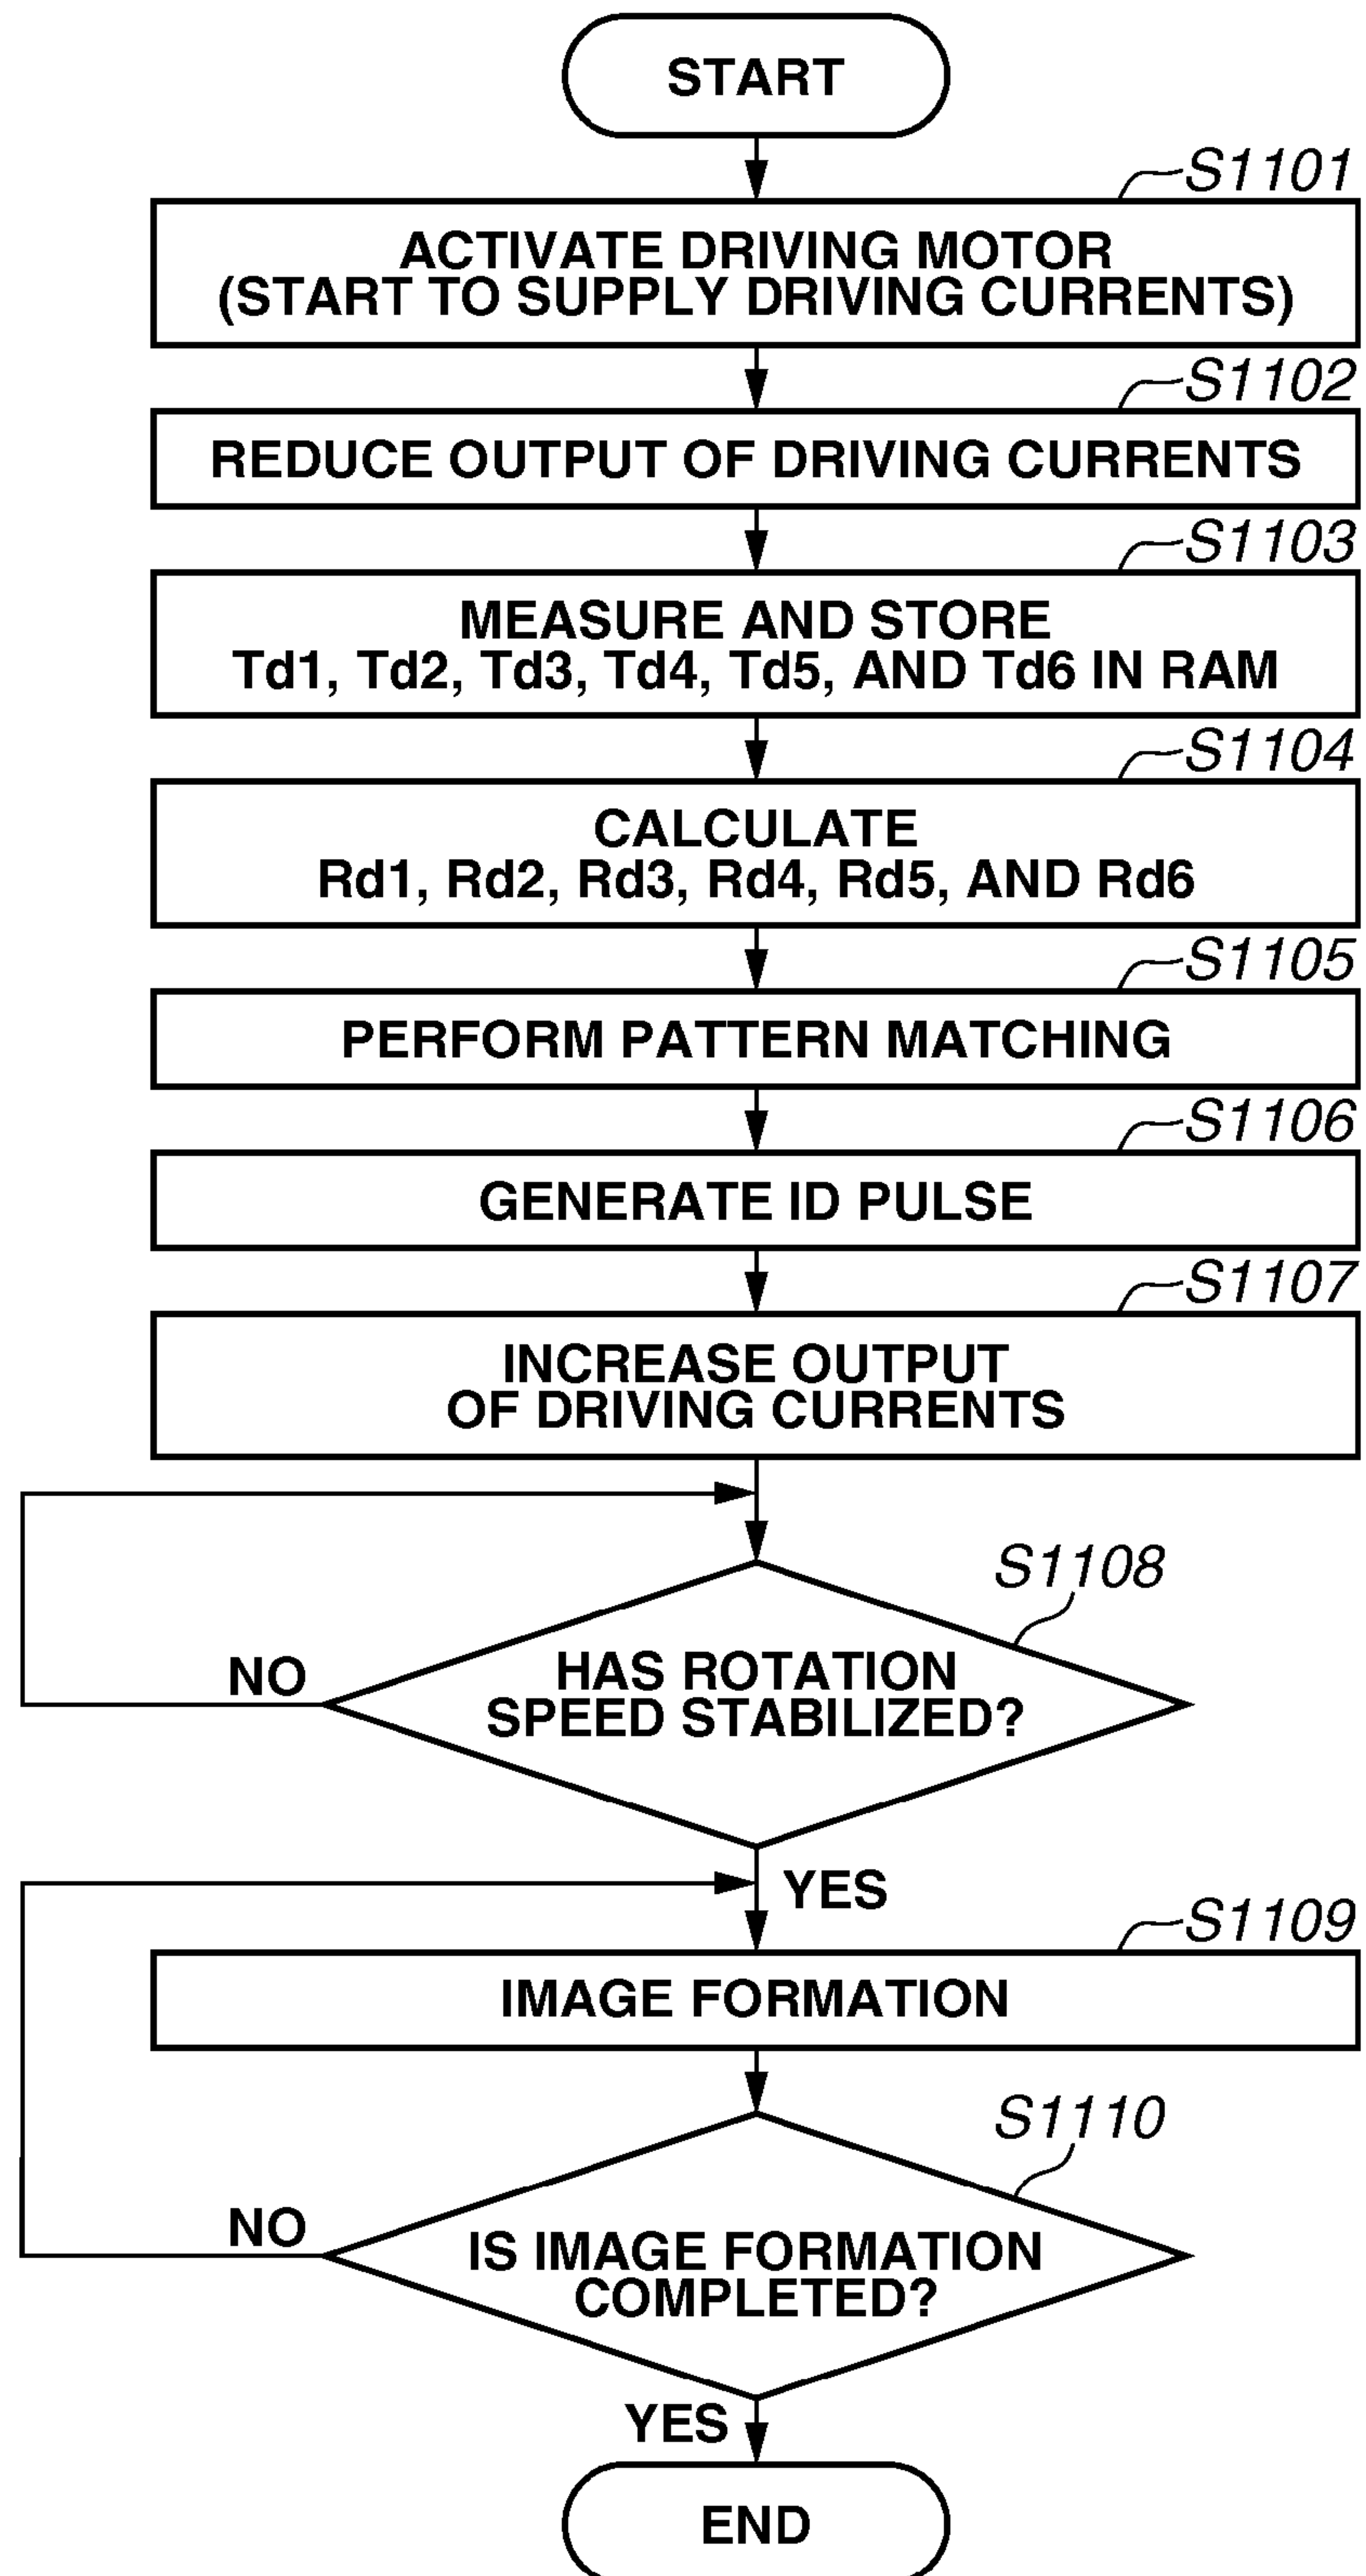 START
S1101
ACTIVATE DRIVING MOTOR
(START TO SUPPLY DRIVING CURRENTS)
S1102
REDUCE OUTPUT OF DRIVING CURRENTS
S1103
MEASURE AND STORE
Td1, Td2, Td3, Td4, Td5, AND Td6 IN RAM
S1104
CALCULATE
Rd1, Rd2, Rd3, Rd4, Rd5, AND Rd6
S1105
PERFORM PATTERN MATCHING
S1106
GENERATE ID PULSE
S1107
INCREASE OUTPUT
OF DRIVING CURRENTS
S1108
HAS ROTATION
SPEED STABILIZED?
NO
YES
S1109
IMAGE FORMATION
S1110
IS IMAGE FORMATION
COMPLETED?
NO
YES
END